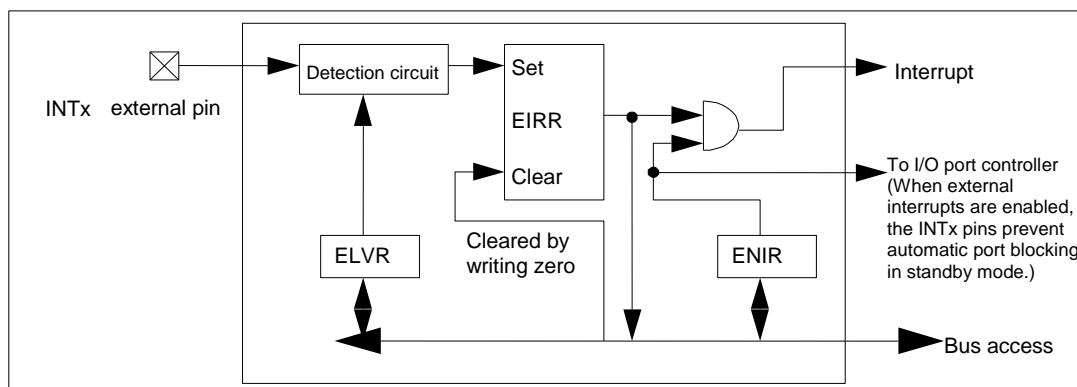 INTx external pin
Detection circuit
Set
EIRR
Clear
Interrupt
To I/O port controller
(When external
interrupts are enabled,
the INTx pins prevent
automatic port blocking
in standby mode.)
ELVR
Cleared by
writing zero
ENIR
Bus access